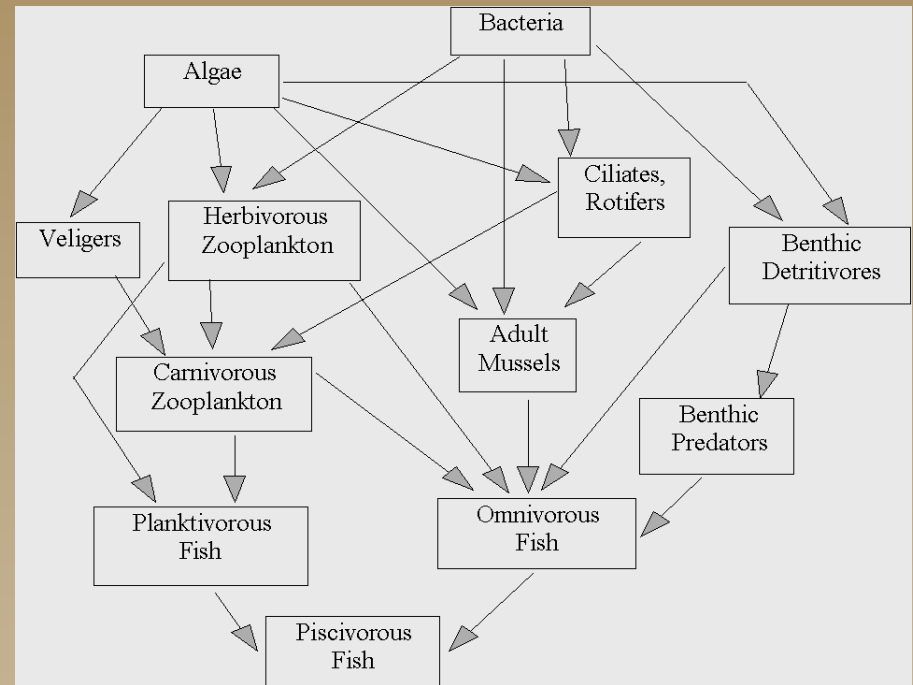 Bacteria
Algae
Ciliates,
Rotifers
Herbivorous
Zooplankton
Veligers
Benthic
Detritivores
Adult
Mussels
Carnivorous
Zooplankton
Benthic
Predators
Omnivorous
Fish
Planktivorous
Fish
Piscivorous
Fish